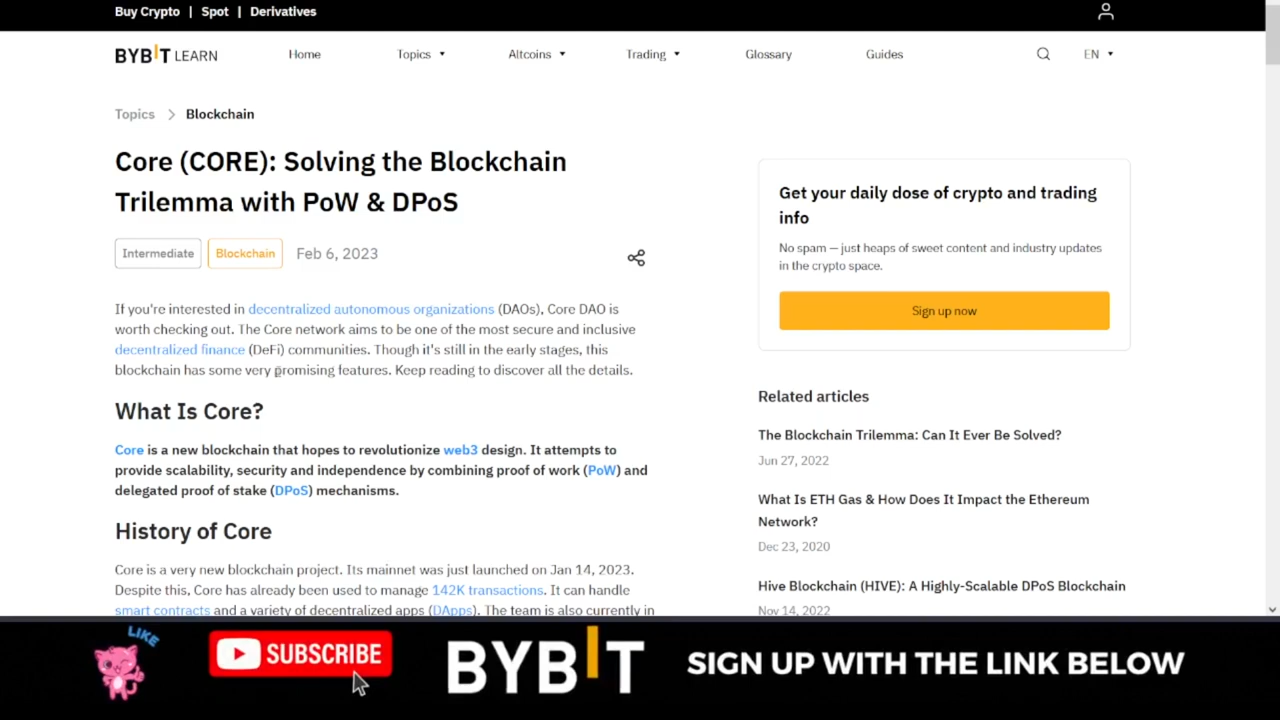 Buy Crypto | Spot | Derivatives
BYBIT LEARN Home Topics Altcoins Trading Glossary Guides EN
Topics > Blockchain
Core (CORE): Solving the Blockchain
Trilemma with PoW & DPoS
Intermediate Blockchain Feb 6, 2023
If you're interested in decentralized autonomous organizations (DAOs), Core DAO is
worth checking out. The Core network aims to be one of the most secure and inclusive
decentralized finance (DeFi) communities. Though it's still in the early stages, this
blockchain has some very promising features. Keep reading to discover all the details.
What Is Core?
Core is a new blockchain that hopes to revolutionize web3 design. It attempts to
provide scalability, security and independence by combining proof of work (PoW) and
delegated proof of stake (DPoS) mechanisms.
History of Core
Core is a very new blockchain project. Its mainnet was just launched on Jan 14, 2023.
Despite this, Core has already been used to manage 142K transactions. It can handle
smart contracts and a variety of decentralized apps (DApps). The team is also currently in
Get your daily dose of crypto and trading
info
No spam — just heaps of sweet content and industry updates
in the crypto space.
Sign up now
Related articles
The Blockchain Trilemma: Can It Ever Be Solved?
Jun 27, 2022
What Is ETH Gas & How Does It Impact the Ethereum
Network?
Dec 23, 2020
Hive Blockchain (HIVE): A Highly-Scalable DPoS Blockchain
Nov 14, 2022
LIKE
SUBSCRIBE
BYBIT
SIGN UP WITH THE LINK BELOW